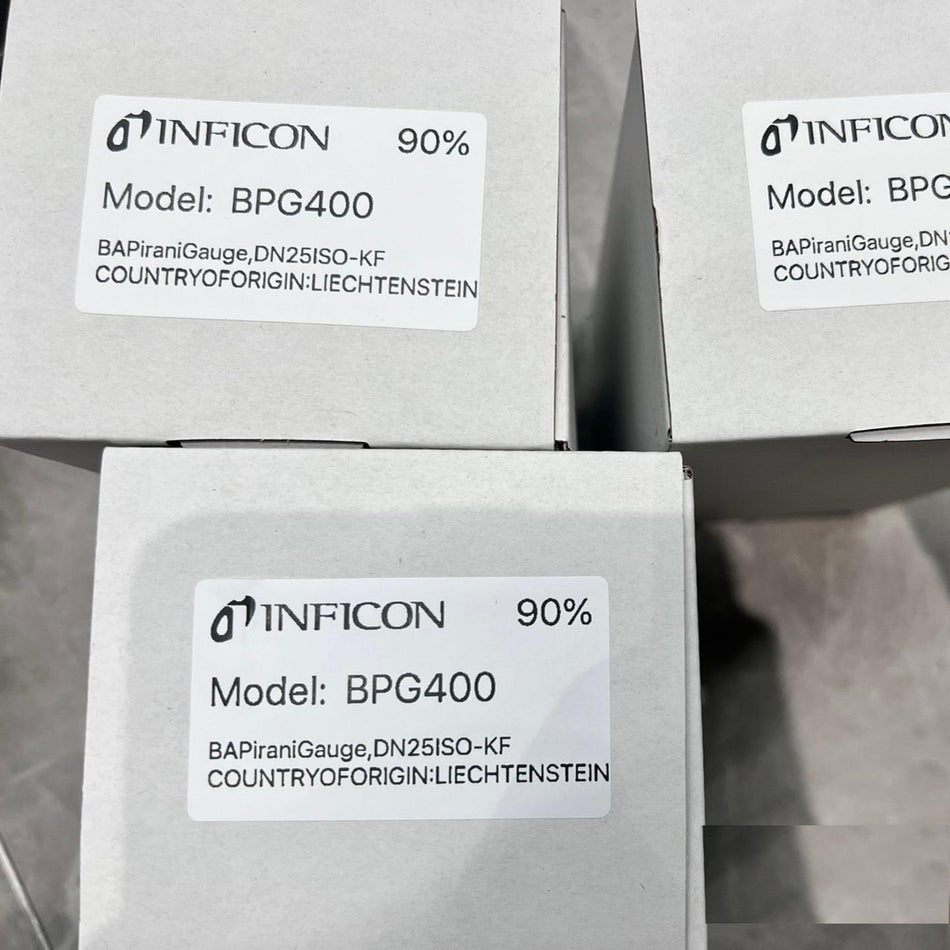 INFICON 90%
Model: BPG400
BAPiraniGauge,DN25ISO-KF
COUNTRYOFORIGIN:LIECHTENSTEIN
INFICON
Model: BPG
BAPiraniGauge,DN
COUNTRYOFORIG
INFICON 90%
Model: BPG400
BAPiraniGauge,DN25ISO-KF
COUNTRYOFORIGIN:LIECHTENSTEIN